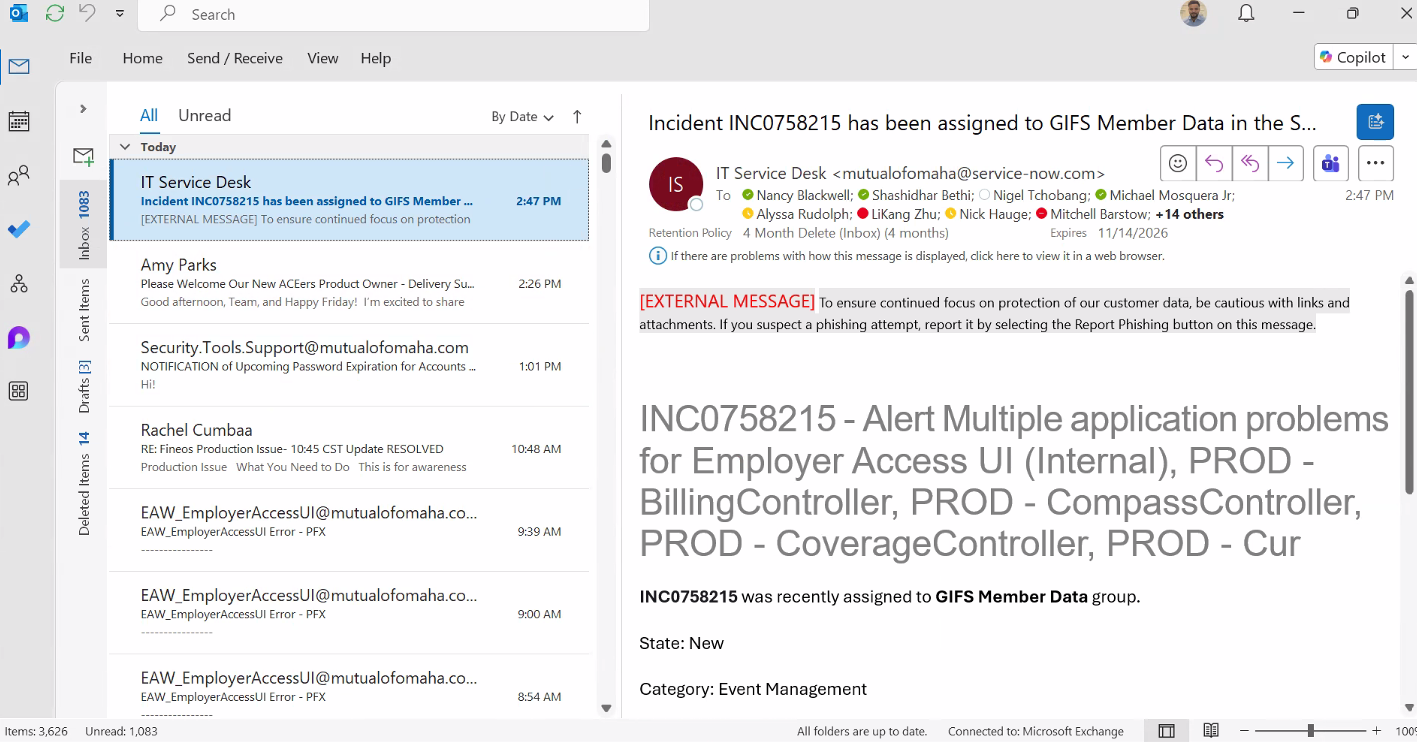 Search
File Home Send / Receive View Help
Copilot
All Unread By Date
Today
IT Service Desk
Incident INC0758215 has been assigned to GIFS Member ... 2:47 PM
[EXTERNAL MESSAGE] To ensure continued focus on protection
Amy Parks
Please Welcome Our New ACEers Product Owner - Delivery Su... 2:26 PM
Good afternoon, Team, and Happy Friday! I'm excited to share
Security.Tools.Support@mutualofomaha.com
NOTIFICATION of Upcoming Password Expiration for Accounts ... 1:01 PM
Hi!
Rachel Cumbaa
RE: Fineos Production Issue- 10:45 CST Update RESOLVED 10:48 AM
Production Issue What You Need to Do This is for awareness
EAW_EmployerAccessUI@mutualofomaha.co...
EAW_EmployerAccessUI Error - PFX 9:39 AM
----------------
EAW_EmployerAccessUI@mutualofomaha.co...
EAW_EmployerAccessUI Error - PFX 9:00 AM
----------------
EAW_EmployerAccessUI@mutualofomaha.co...
EAW_EmployerAccessUI Error - PFX 8:54 AM
----------------
Inbox 1083
Sent Items
Drafts [3]
Deleted Items 14
Incident INC0758215 has been assigned to GIFS Member Data in the S...
IS
IT Service Desk <mutualofomaha@service-now.com>
To Nancy Blackwell; Shashidhar Bethi; Nigel Tchobang; Michael Mosquera Jr; 2:47 PM
Alyssa Rudolph; LiKang Zhu; Nick Hauge; Mitchell Barstow; +14 others
Retention Policy 4 Month Delete (Inbox) (4 months) Expires 11/14/2026
If there are problems with how this message is displayed, click here to view it in a web browser.
[EXTERNAL MESSAGE] To ensure continued focus on protection of our customer data, be cautious with links and
attachments. If you suspect a phishing attempt, report it by selecting the Report Phishing button on this message.
INC0758215 - Alert Multiple application problems
for Employer Access UI (Internal), PROD -
BillingController, PROD - CompassController,
PROD - CoverageController, PROD - Cur
INC0758215 was recently assigned to GIFS Member Data group.
State: New
Category: Event Management
Items: 3,626 Unread: 1,083 All folders are up to date. Connected to: Microsoft Exchange 100%